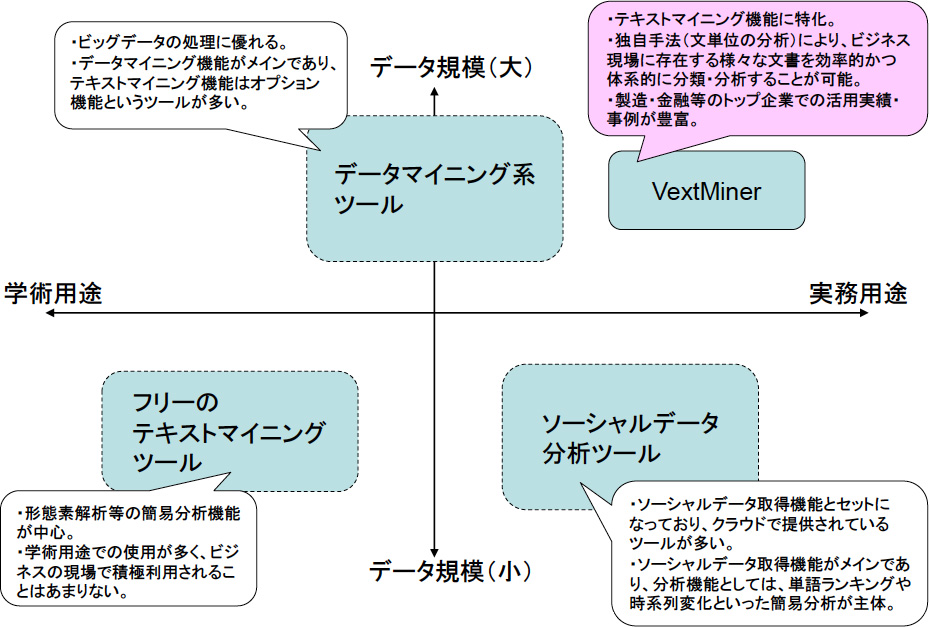 ・ビッグデータの処理に優れる。
・データマイニング機能がメインであり、
テキストマイニング機能はオプション
機能というツールが多い。
データ規模(大)
・テキストマイニング機能に特化。
・独自手法(文単位の分析)により、ビジネス
現場に存在する様々な文書を効率的かつ
体系的に分類・分析することが可能。
・製造・金融等のトップ企業での活用実績・
事例が豊富。
データマイニング系
ツール
VextMiner
学術用途
実務用途
フリーの
テキストマイニング
ツール
ソーシャルデータ
分析ツール
・形態素解析等の簡易分析機能
が中心。
・学術用途での使用が多く、ビジ
ネスの現場で積極利用されるこ
とはあまりない。
データ規模(小)
・ソーシャルデータ取得機能とセットに
なっており、クラウドで提供されている
ツールが多い。
・ソーシャルデータ取得機能がメインであ
り、分析機能としては、単語ランキングや
時系列変化といった簡易分析が主体。